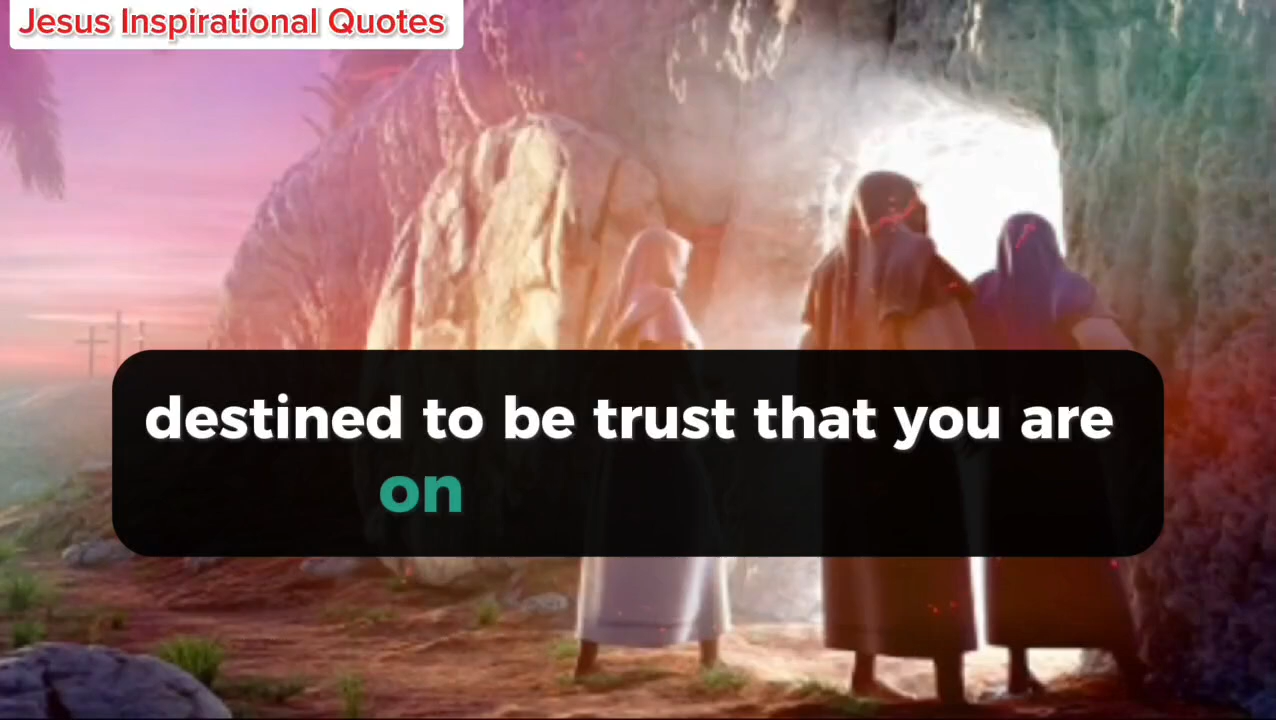 Jesus Inspirational Quotes
destined to be trust that you are
on